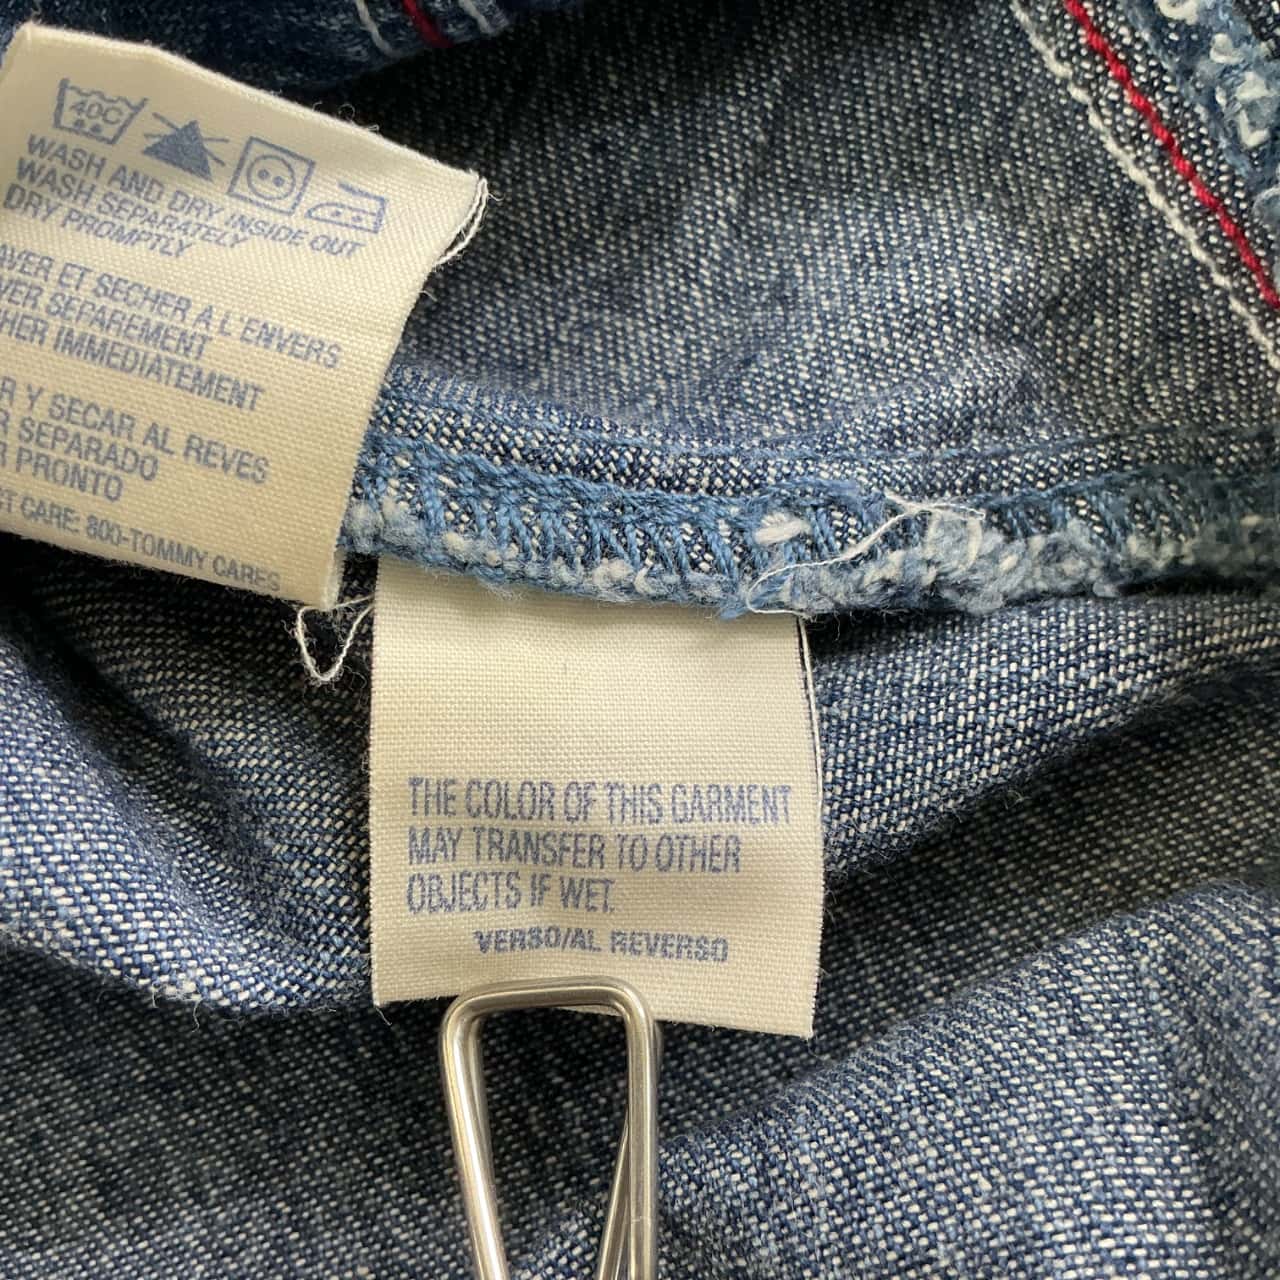 40C
WASH AND DRY INSIDE OUT
WASH SEPARATELY
DRY PROMPTLY
ET SECHER A L'ENVERS
SEPAREMENT
IMMEDIATEMENT
Y SECAR AL REVES
SEPARADO
PRONTO
CARE: 800-TOMMY CARES
THE COLOR OF THIS GARMENT
MAY TRANSFER TO OTHER
OBJECTS IF WET.
VERSO/AL REVERSO